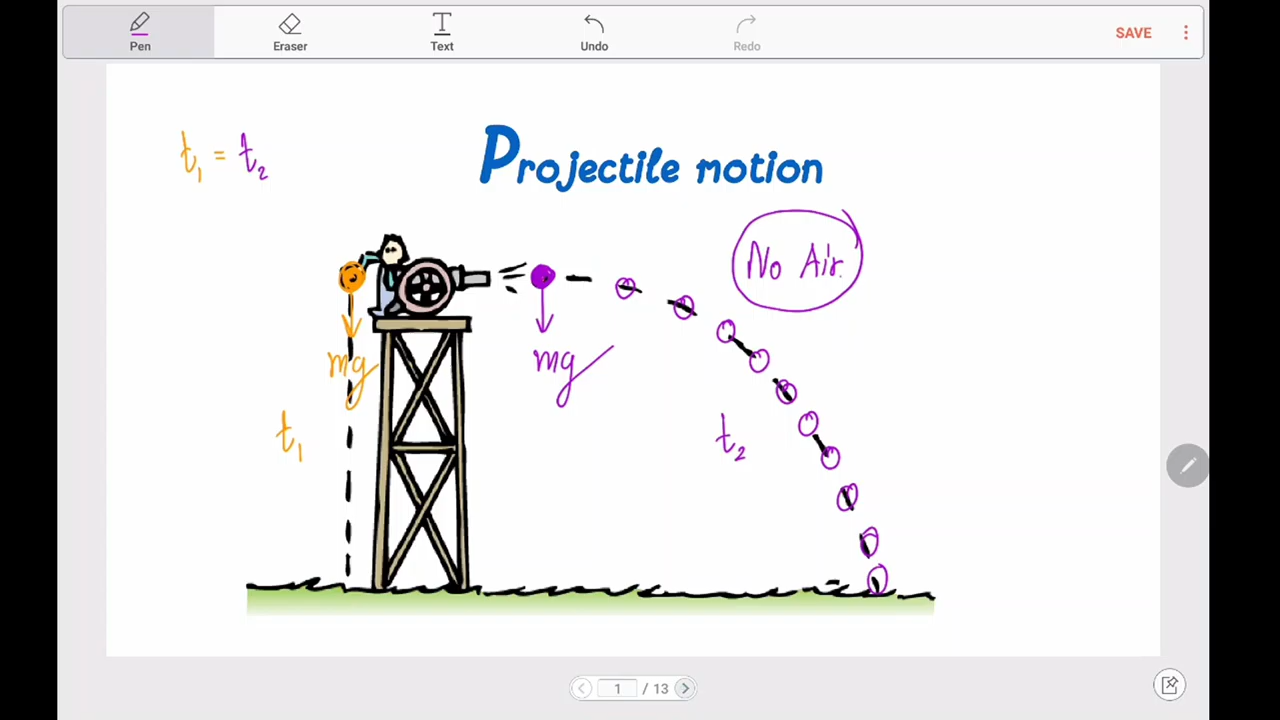 Pen Eraser Text Undo Redo SAVE
t₁ = t₂
Projectile motion
No Air.
mg mg
t₁ t₂
1 / 13